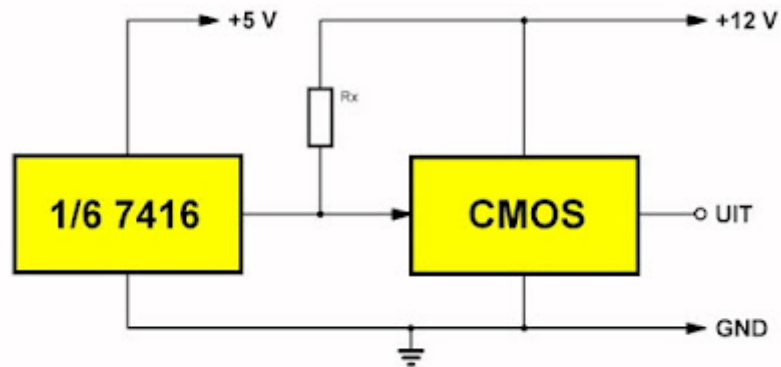 +5 V
+12 V
Rx
1/6 7416
CMOS
UIT
GND